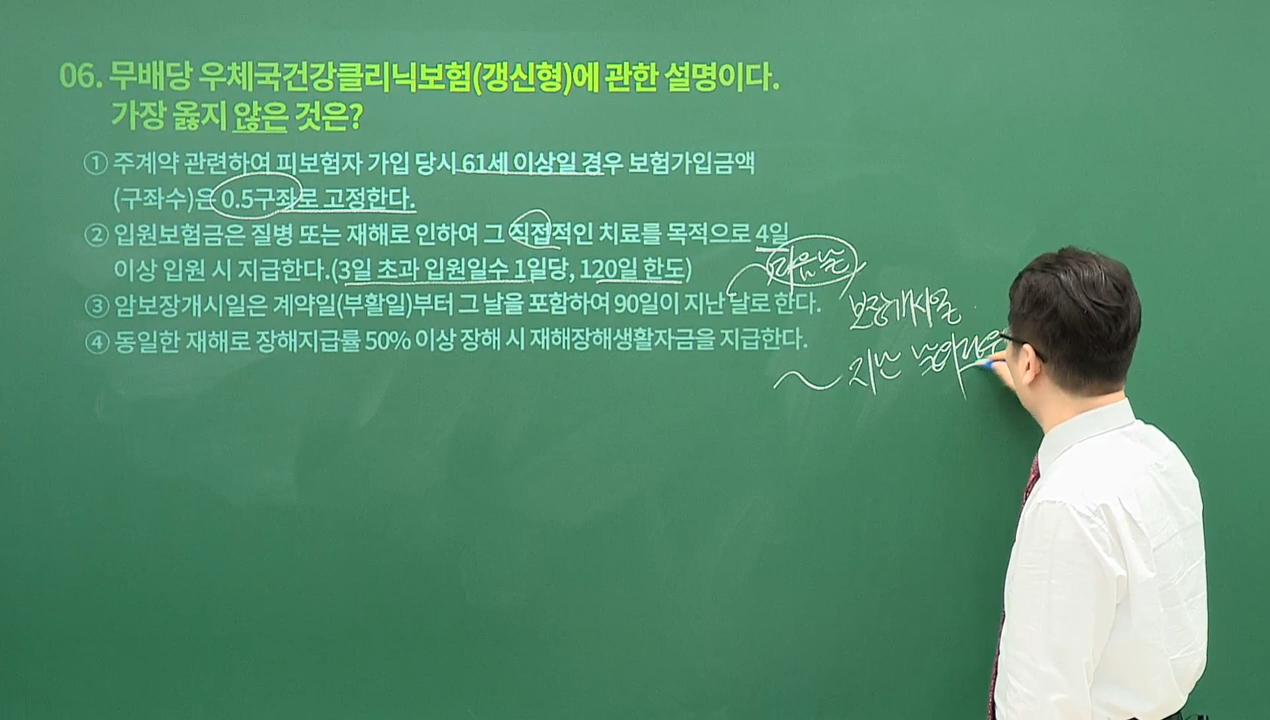 06. 무배당 우체국건강클리닉보험(갱신형)에 관한 설명이다.
가장 옳지 않은 것은?
① 주계약 관련하여 피보험자 가입 당시 61세 이상일 경우 보험가입금액
(구좌수)은 0.5구좌로 고정한다.
② 입원보험금은 질병 또는 재해로 인하여 그 직접적인 치료를 목적으로 4일
이상 입원 시 지급한다.(3일 초과 입원일수 1일당, 120일 한도)
다음날
③ 암보장개시일은 계약일(부활일)부터 그 날을 포함하여 90일이 지난 날로 한다.
보장개시일
④ 동일한 재해로 장해지급률 50% 이상 장해 시 재해장해생활자금을 지급한다.
~ 지난 날의 다음